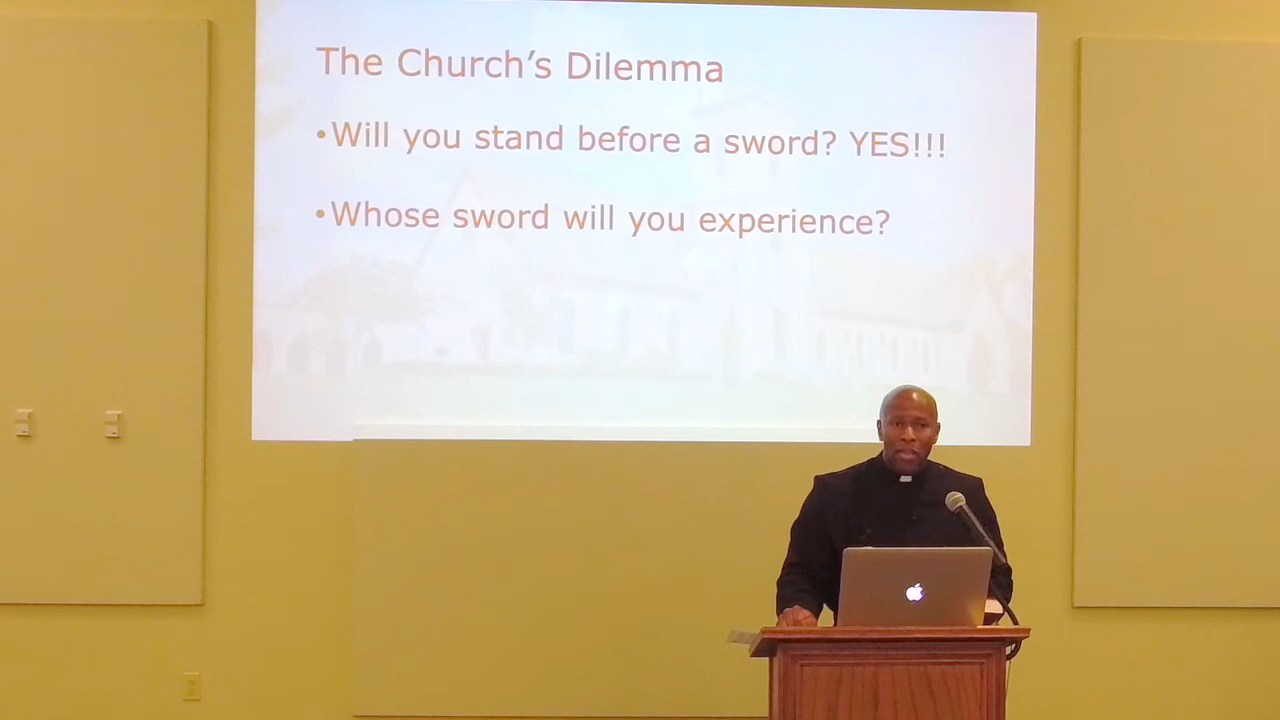 The Church's Dilemma
•Will you stand before a sword? YES!!!
•Whose sword will you experience?